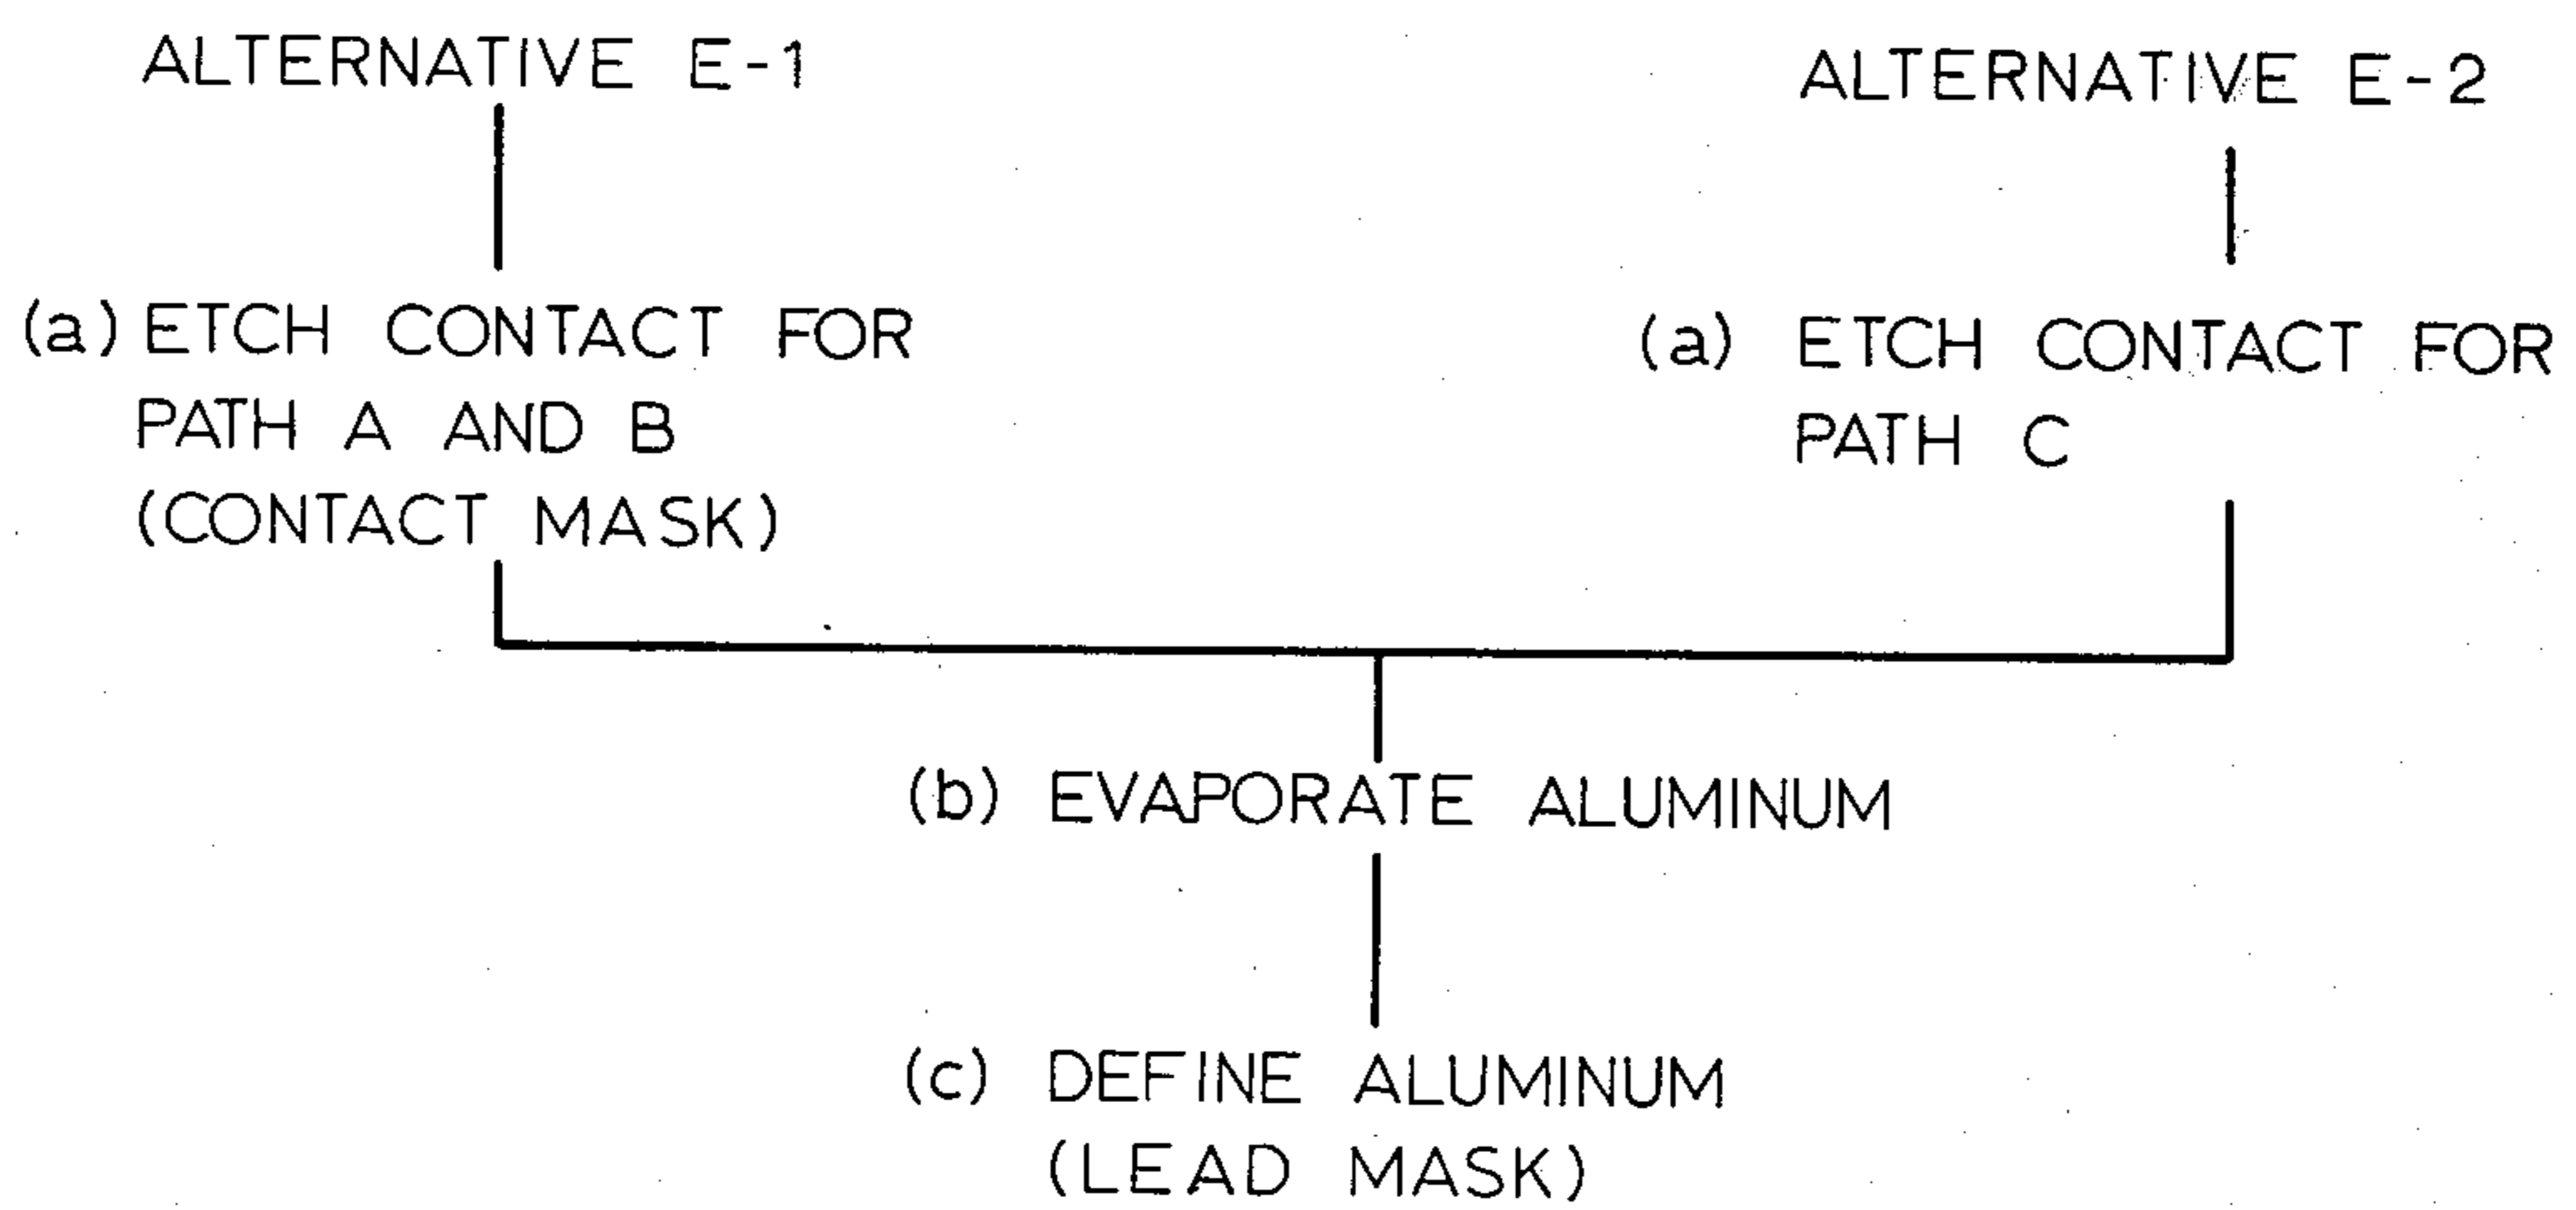 ALTERNATIVE E-1
(a) ETCH CONTACT FOR
PATH A AND B
(CONTACT MASK)
ALTERNATIVE E-2
(a) ETCH CONTACT FOR
PATH C
(b) EVAPORATE ALUMINUM
(c) DEFINE ALUMINUM
(LEAD MASK)